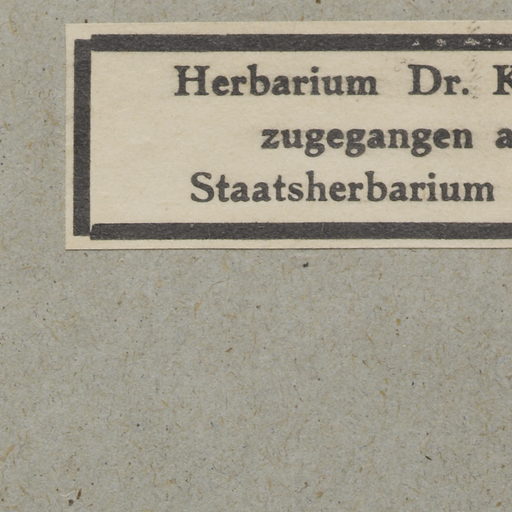 Herbarium Dr. K
zugegangen a
Staatsherbarium